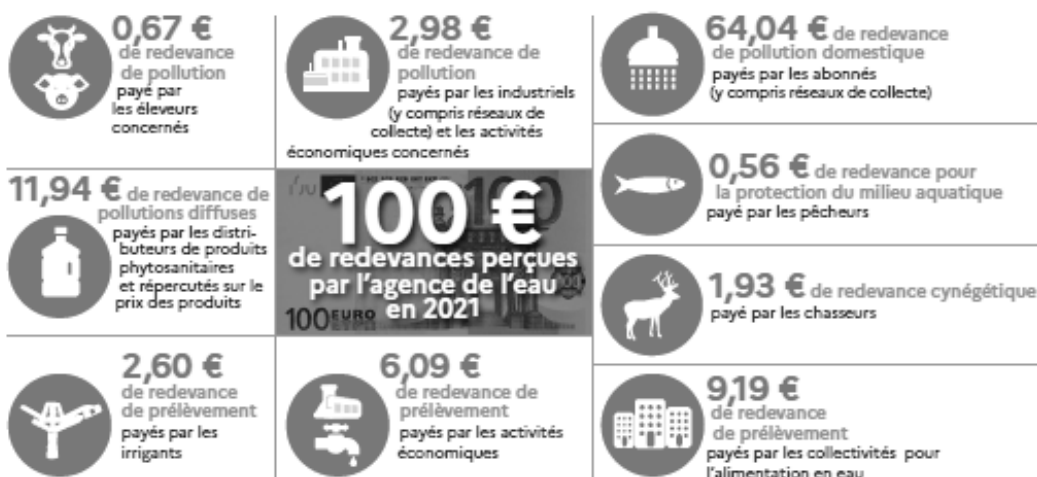 0,67 €
de redevance
de pollution
payé par
les éleveurs
concernés
2,98 €
de redevance de
pollution
payés par les industriels
(y compris réseaux de
collecte) et les activités
économiques concernés
64,04 € de redevance
de pollution domestique
payés par les abonnés
(y compris réseaux de collecte)
11,94 € de redevance de
pollutions diffuses
payés par les distri-
buteurs de produits
phytosanitaires
et répercutés sur le
prix des produits
100 €
de redevances perçues
par l'agence de l'eau
en 2021
100 EURO
0,56 € de redevance pour
la protection du milieu aquatique
payé par les pêcheurs
1,93 € de redevance cynégétique
payé par les chasseurs
2,60 €
de redevance
de prélèvement
payés par les
irrigants
6,09 €
de redevance de
prélèvement
payés par les activités
économiques
9,19 €
de redevance
de prélèvement
payés par les collectivités pour
l'alimentation en eau